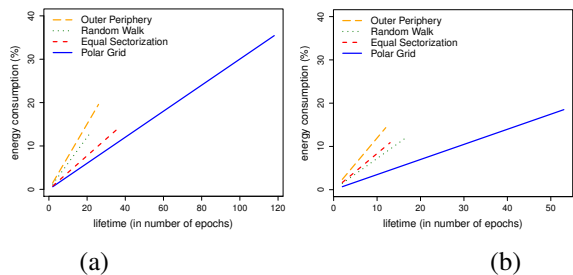 Outer Periphery
Random Walk
Equal Sectorization
Polar Grid
energy consumption (%)
0 10 20 30 40
0 20 40 60 80 100 120
lifetime (in number of epochs)
(a)
Outer Periphery
Random Walk
Equal Sectorization
Polar Grid
energy consumption (%)
0 10 20 30 40
0 10 20 30 40 50
lifetime (in number of epochs)
(b)